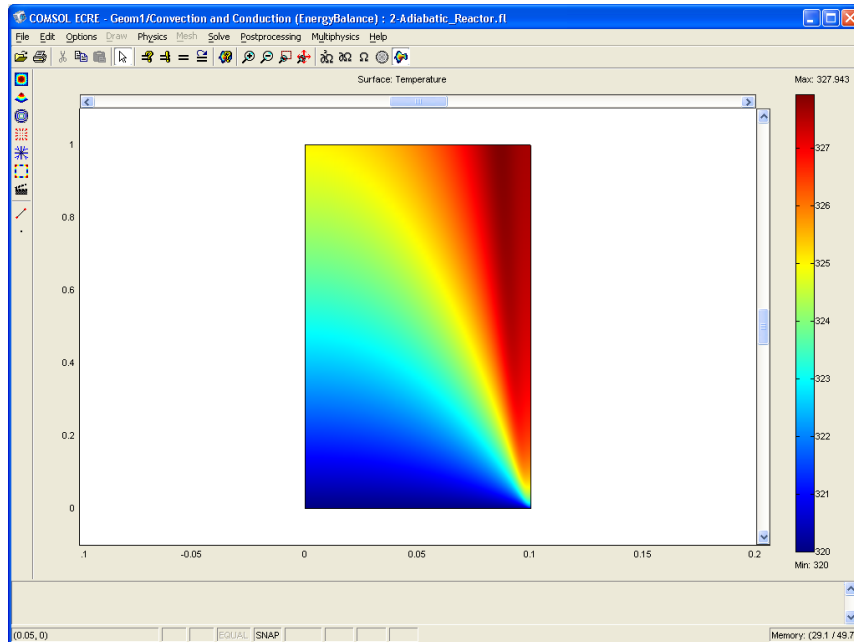 COMSOL ECRE - Geom1/Convection and Conduction (EnergyBalance) : 2-Adiabatic_Reactor.fl
File Edit Options Draw Physics Mesh Solve Postprocessing Multiphysics Help
Surface: Temperature
Max: 327.943
1
0.8
0.6
0.4
0.2
0
.1 -0.05 0 0.05 0.1 0.15 0.2
327
326
325
324
323
322
321
320
Min: 320
(0.05, 0) EQUAL SNAP Memory: (29.1 / 49.7